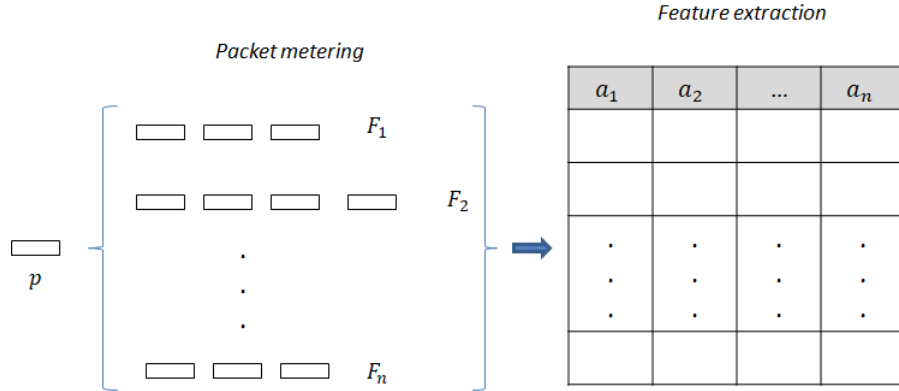 Feature extraction
Packet metering
a₁ a₂ ... aₙ
F₁
F₂
p
Fₙ